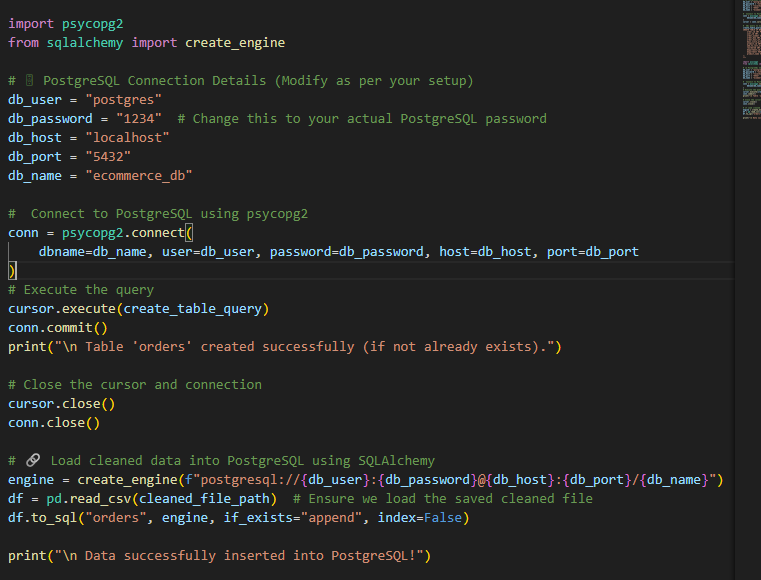 import psycopg2
from sqlalchemy import create_engine
# PostgreSQL Connection Details (Modify as per your setup)
db_user = "postgres"
db_password = "1234"  # Change this to your actual PostgreSQL password
db_host = "localhost"
db_port = "5432"
db_name = "ecommerce_db"
#  Connect to PostgreSQL using psycopg2
conn = psycopg2.connect(
    dbname=db_name, user=db_user, password=db_password, host=db_host, port=db_port
)
# Execute the query
cursor.execute(create_table_query)
conn.commit()
print("\n Table 'orders' created successfully (if not already exists).")
# Close the cursor and connection
cursor.close()
conn.close()
# 🔗 Load cleaned data into PostgreSQL using SQLAlchemy
engine = create_engine(f"postgresql://{db_user}:{db_password}@{db_host}:{db_port}/{db_name}")
df = pd.read_csv(cleaned_file_path)  # Ensure we load the saved cleaned file
df.to_sql("orders", engine, if_exists="append", index=False)
print("\n Data successfully inserted into PostgreSQL!")